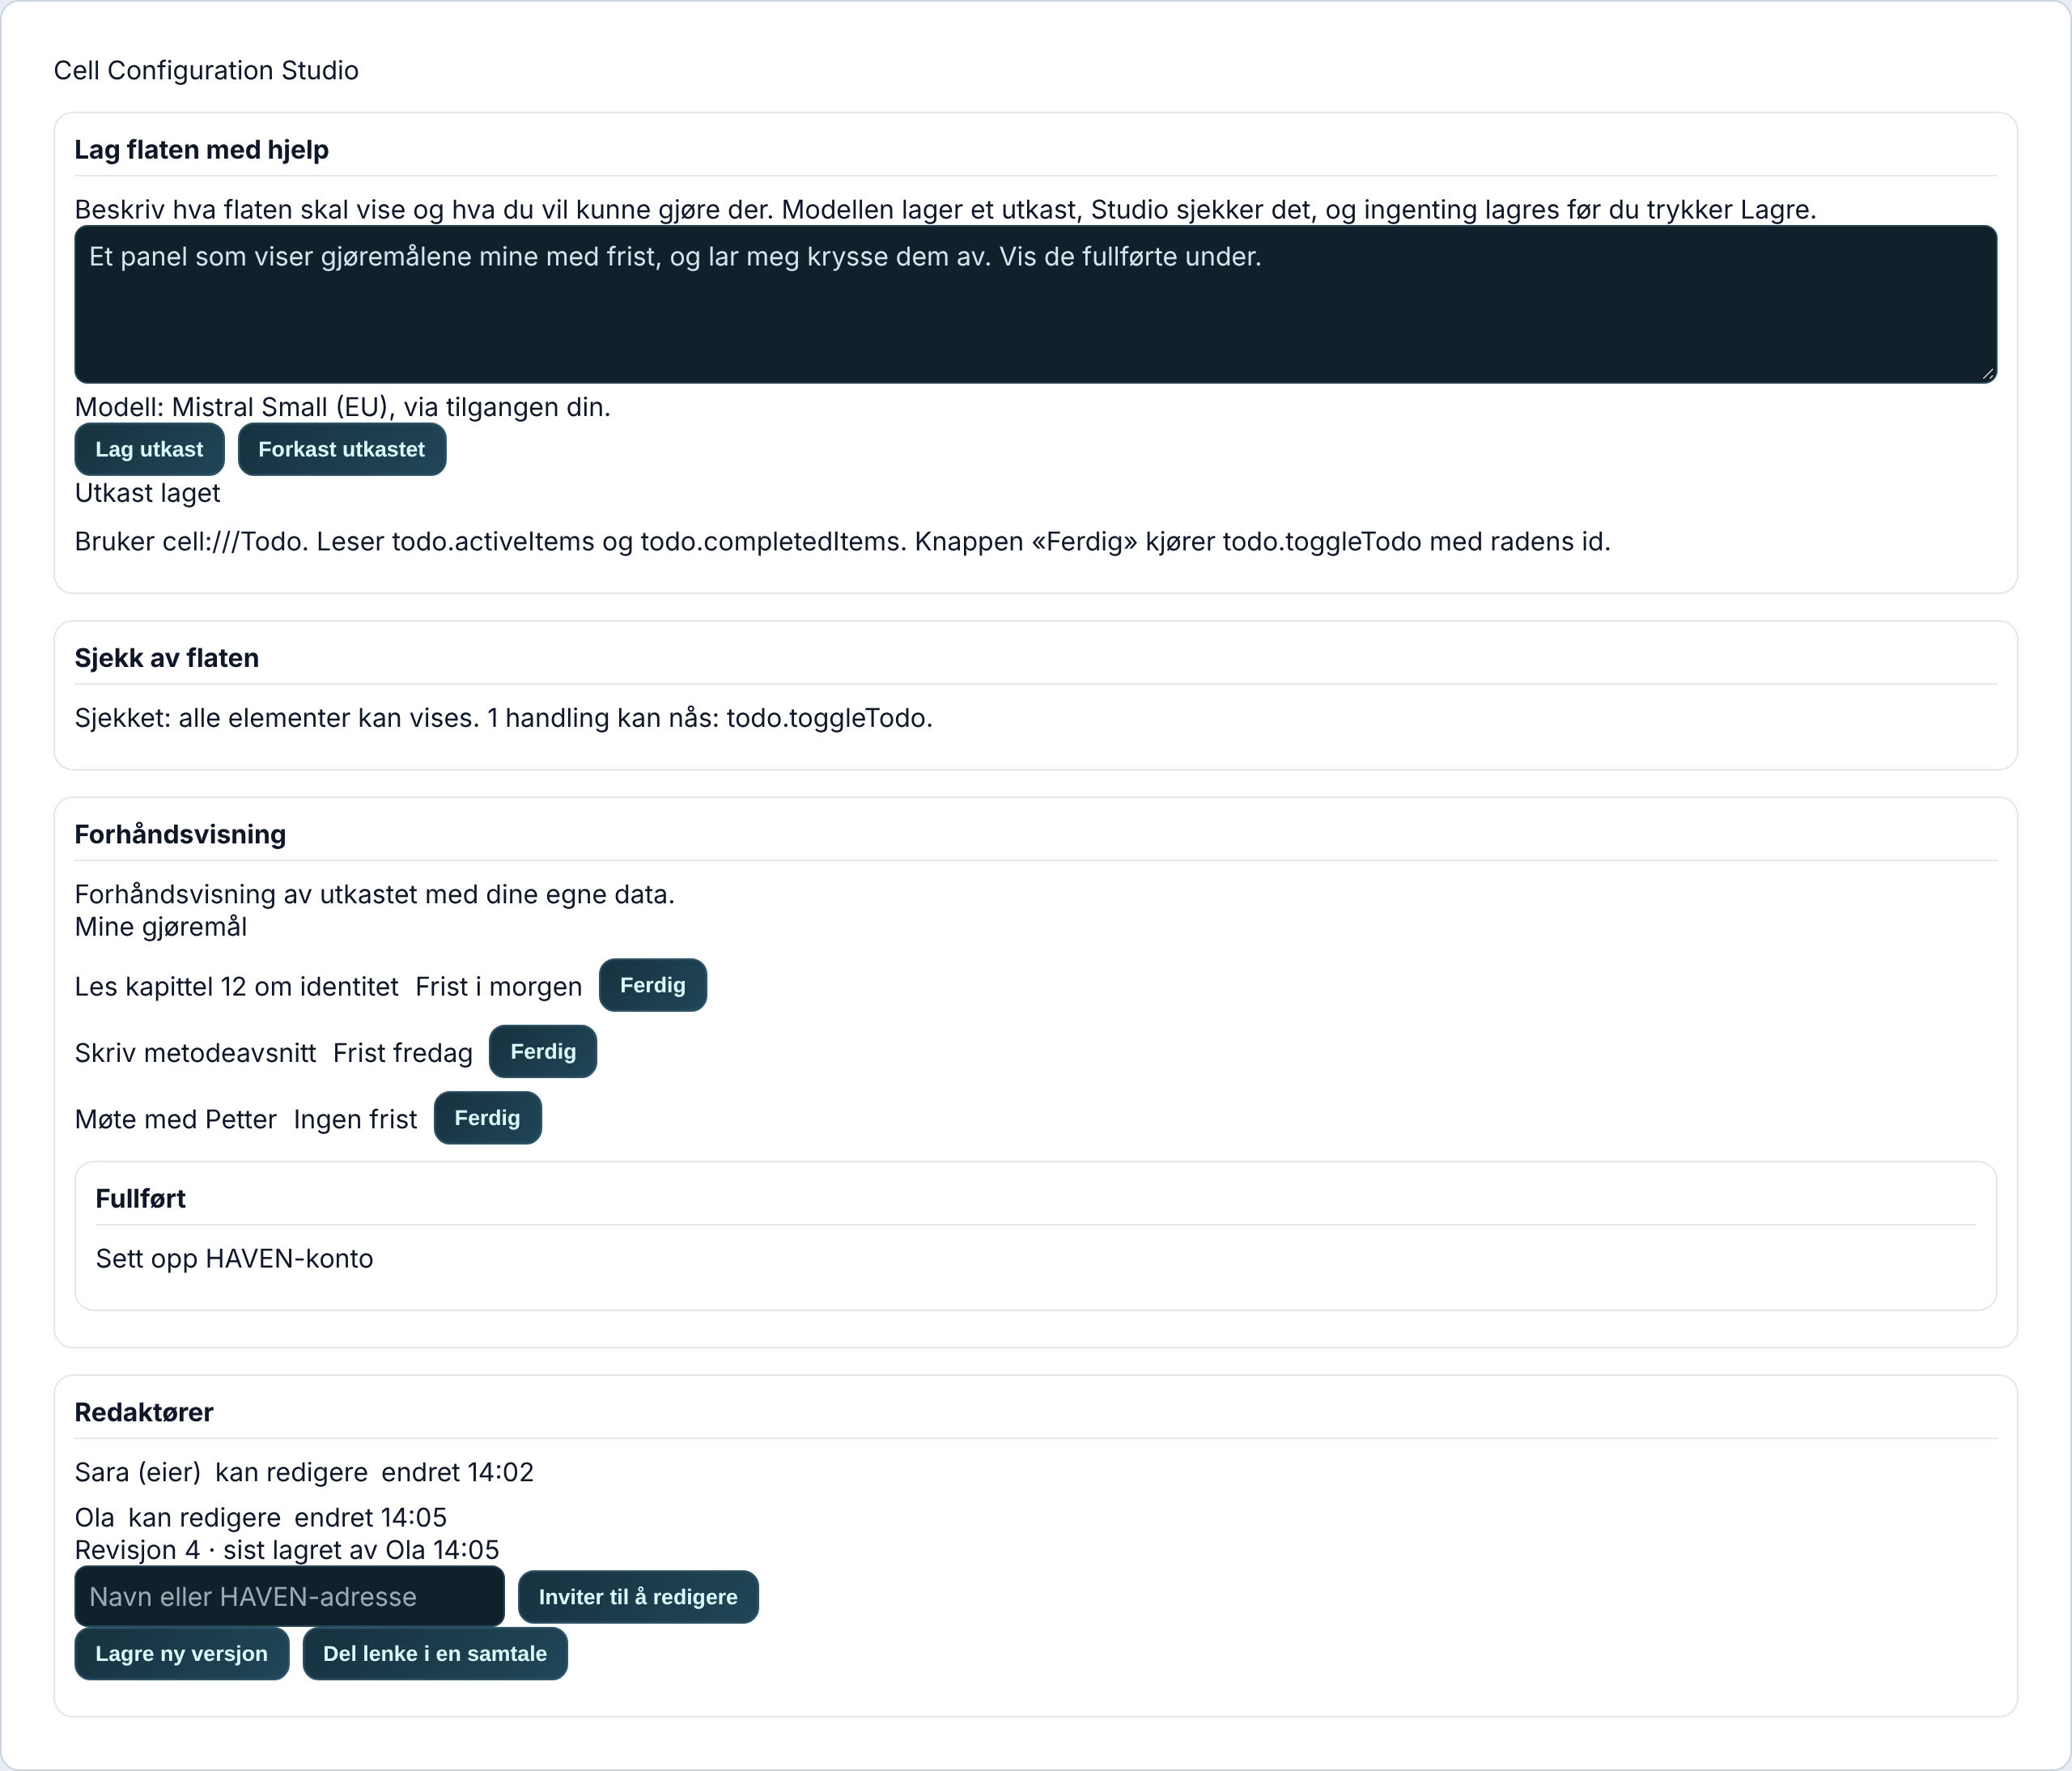 Cell Configuration Studio
Lag flaten med hjelp
Beskriv hva flaten skal vise og hva du vil kunne gjøre der. Modellen lager et utkast, Studio sjekker det, og ingenting lagres før du trykker Lagre.
Et panel som viser gjøremålene mine med frist, og lar meg krysse dem av. Vis de fullførte under.
Modell: Mistral Small (EU), via tilgangen din.
Lag utkast Forkast utkastet
Utkast laget
Bruker cell:///Todo. Leser todo.activeItems og todo.completedItems. Knappen «Ferdig» kjører todo.toggleTodo med radens id.
Sjekk av flaten
Sjekket: alle elementer kan vises. 1 handling kan nås: todo.toggleTodo.
Forhåndsvisning
Forhåndsvisning av utkastet med dine egne data.
Mine gjøremål
Les kapittel 12 om identitet Frist i morgen Ferdig
Skriv metodeavsnitt Frist fredag Ferdig
Møte med Petter Ingen frist Ferdig
Fullført
Sett opp HAVEN-konto
Redaktører
Sara (eier) kan redigere endret 14:02
Ola kan redigere endret 14:05
Revisjon 4 · sist lagret av Ola 14:05
Navn eller HAVEN-adresse Inviter til å redigere
Lagre ny versjon Del lenke i en samtale